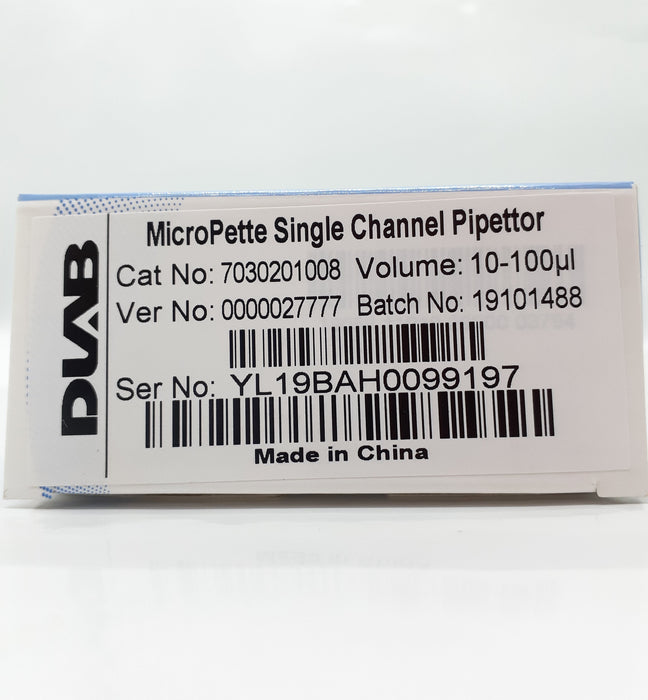 DLAB
MicroPette Single Channel Pipettor
Cat No: 7030201008 Volume: 10-100µl
Ver No: 0000027777 Batch No: 19101488
Ser No: YL19BAH0099197
Made in China